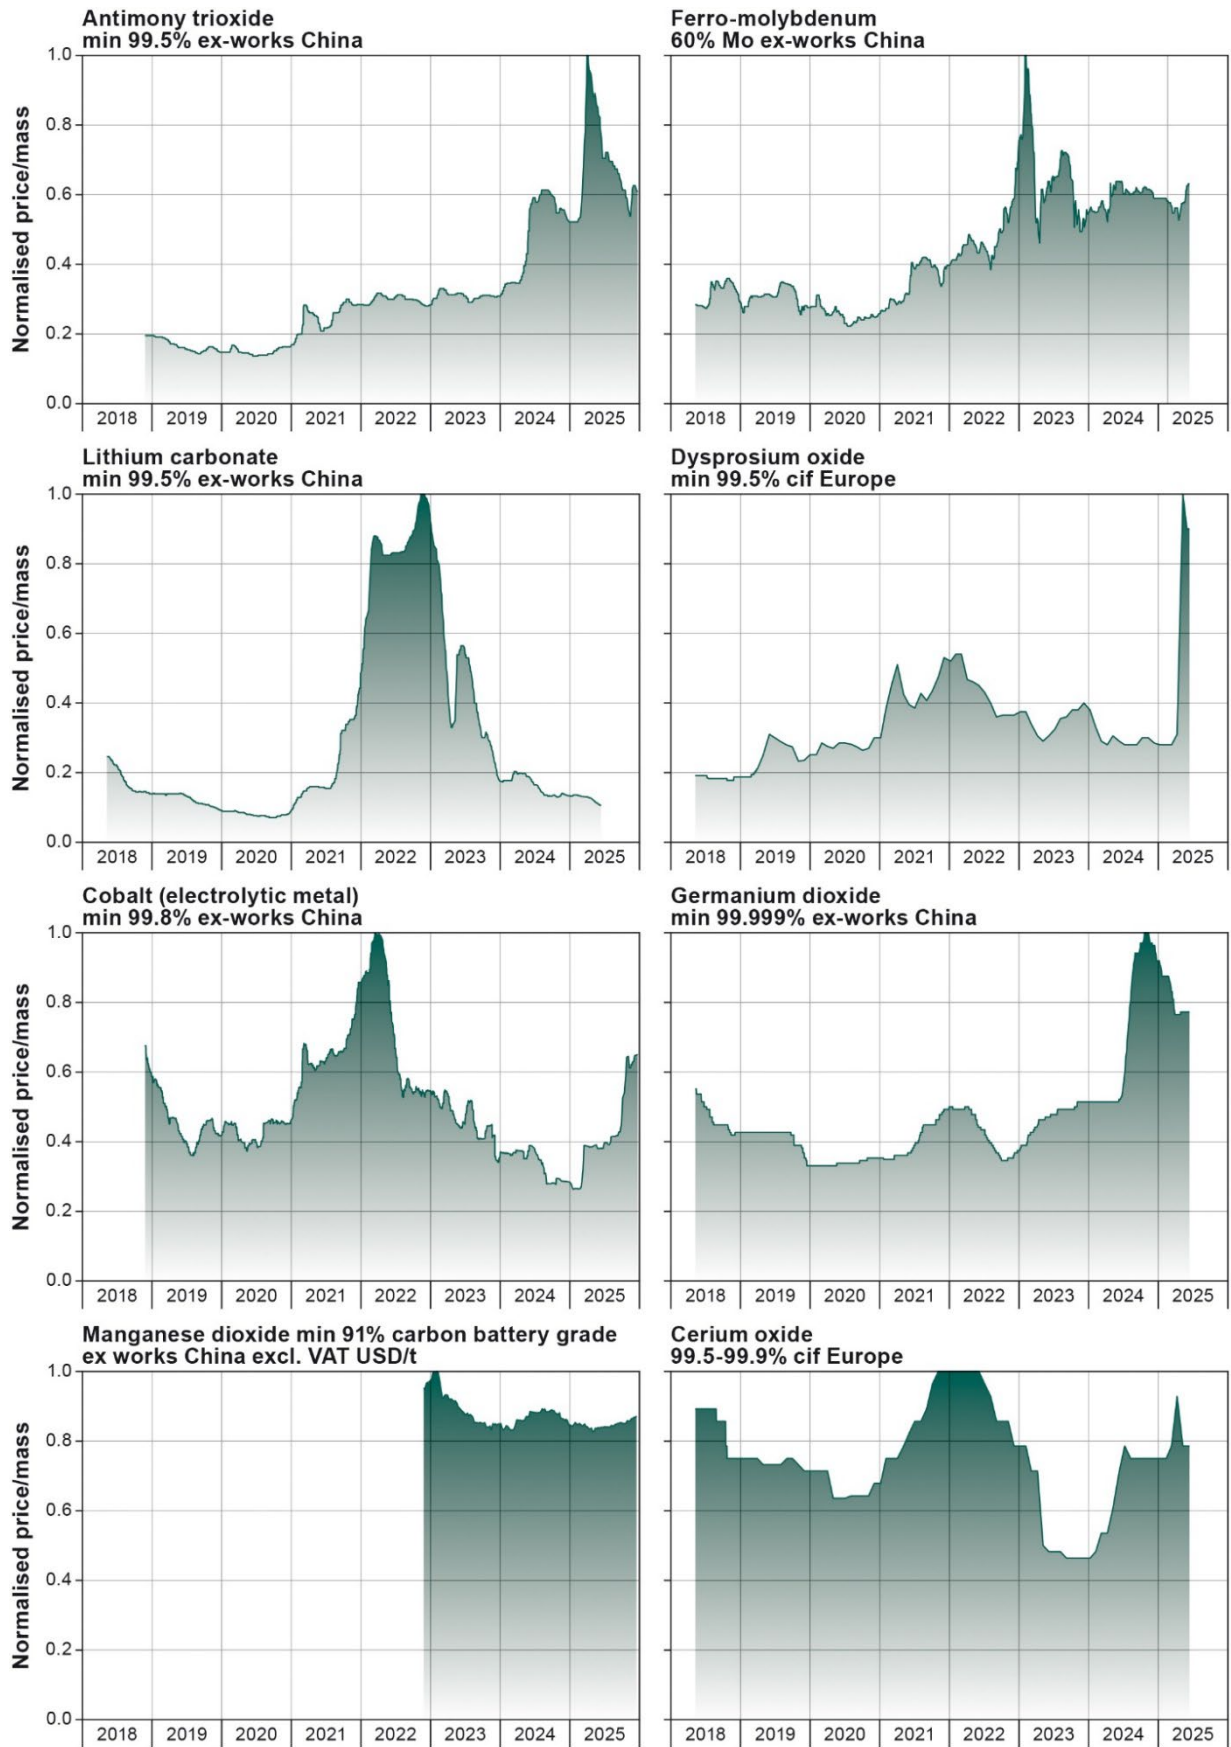 Antimony trioxide
min 99.5% ex-works China
Normalised price/mass
1.0
0.8
0.6
0.4
0.2
0.0
2018 2019 2020 2021 2022 2023 2024 2025
Ferro-molybdenum
60% Mo ex-works China
2018 2019 2020 2021 2022 2023 2024 2025
Lithium carbonate
min 99.5% ex-works China
Normalised price/mass
1.0
0.8
0.6
0.4
0.2
0.0
2018 2019 2020 2021 2022 2023 2024 2025
Dysprosium oxide
min 99.5% cif Europe
2018 2019 2020 2021 2022 2023 2024 2025
Cobalt (electrolytic metal)
min 99.8% ex-works China
Normalised price/mass
1.0
0.8
0.6
0.4
0.2
0.0
2018 2019 2020 2021 2022 2023 2024 2025
Germanium dioxide
min 99.999% ex-works China
2018 2019 2020 2021 2022 2023 2024 2025
Manganese dioxide min 91% carbon battery grade
ex works China excl. VAT USD/t
Normalised price/mass
1.0
0.8
0.6
0.4
0.2
0.0
2018 2019 2020 2021 2022 2023 2024 2025
Cerium oxide
99.5-99.9% cif Europe
2018 2019 2020 2021 2022 2023 2024 2025